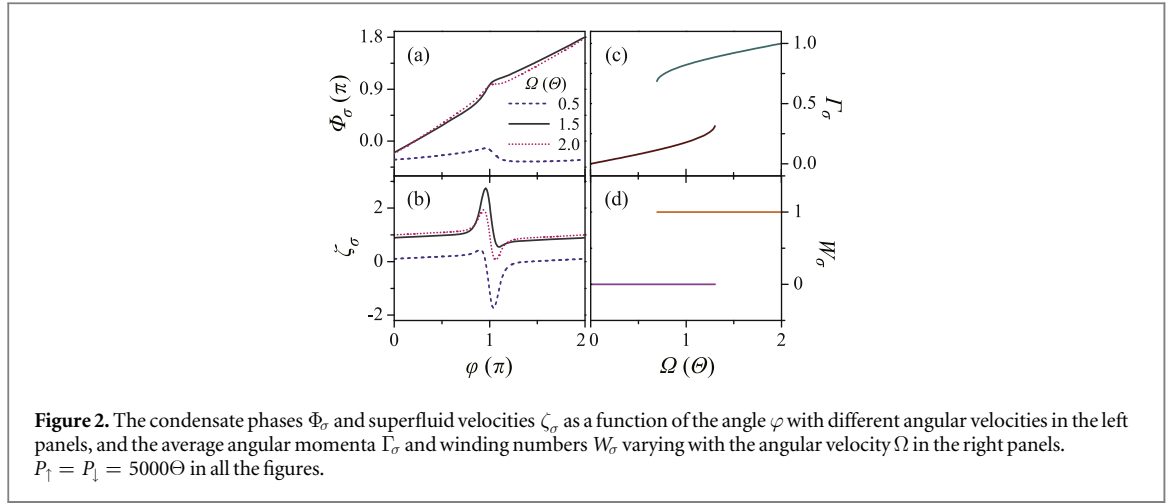 1.8
0.9
0.0
Φσ (π)
(a)
Ω (Θ)
0.5
1.5
2.0
(c)
1.0
0.5
0.0
Γσ
2
0
-2
ζσ
(b)
(d)
1
0
Wσ
0 1 2
φ (π)
0 1 2
Ω (Θ)
Figure 2. The condensate phases Φσ and superfluid velocities ζσ as a function of the angle φ with different angular velocities in the left
panels, and the average angular momenta Γσ and winding numbers Wσ varying with the angular velocity Ω in the right panels.
P↑ = P↓ = 5000Θ in all the figures.